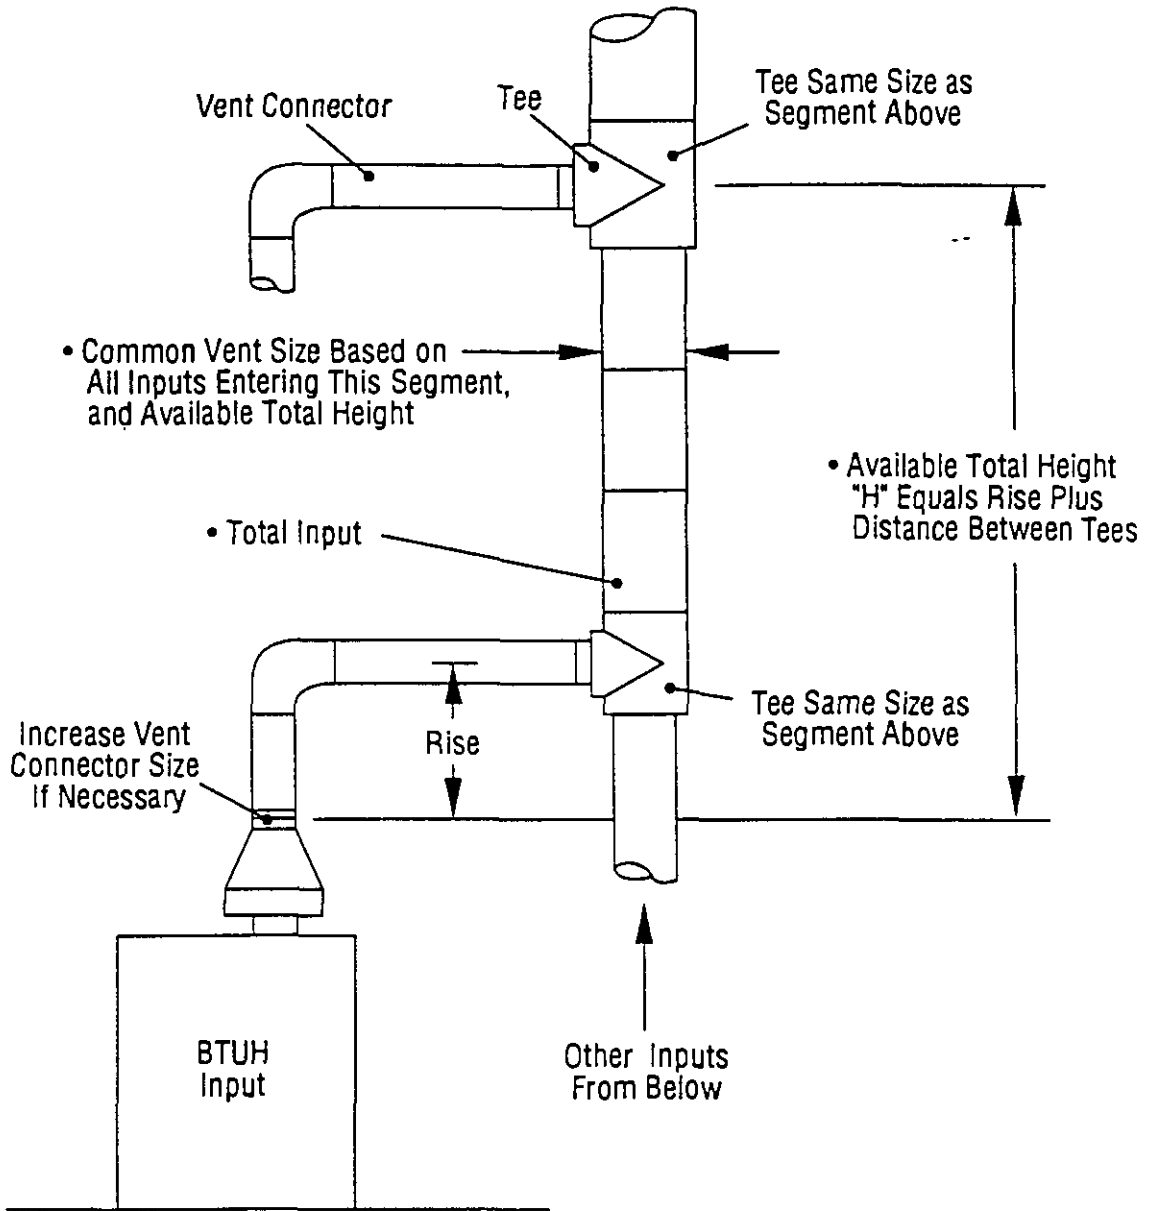 Vent Connector
Tee
Tee Same Size as
Segment Above
• Common Vent Size Based on
All Inputs Entering This Segment,
and Available Total Height
• Available Total Height
"H" Equals Rise Plus
Distance Between Tees
• Total Input
Tee Same Size as
Segment Above
Increase Vent
Connector Size
If Necessary
Rise
BTUH
Input
Other Inputs
From Below